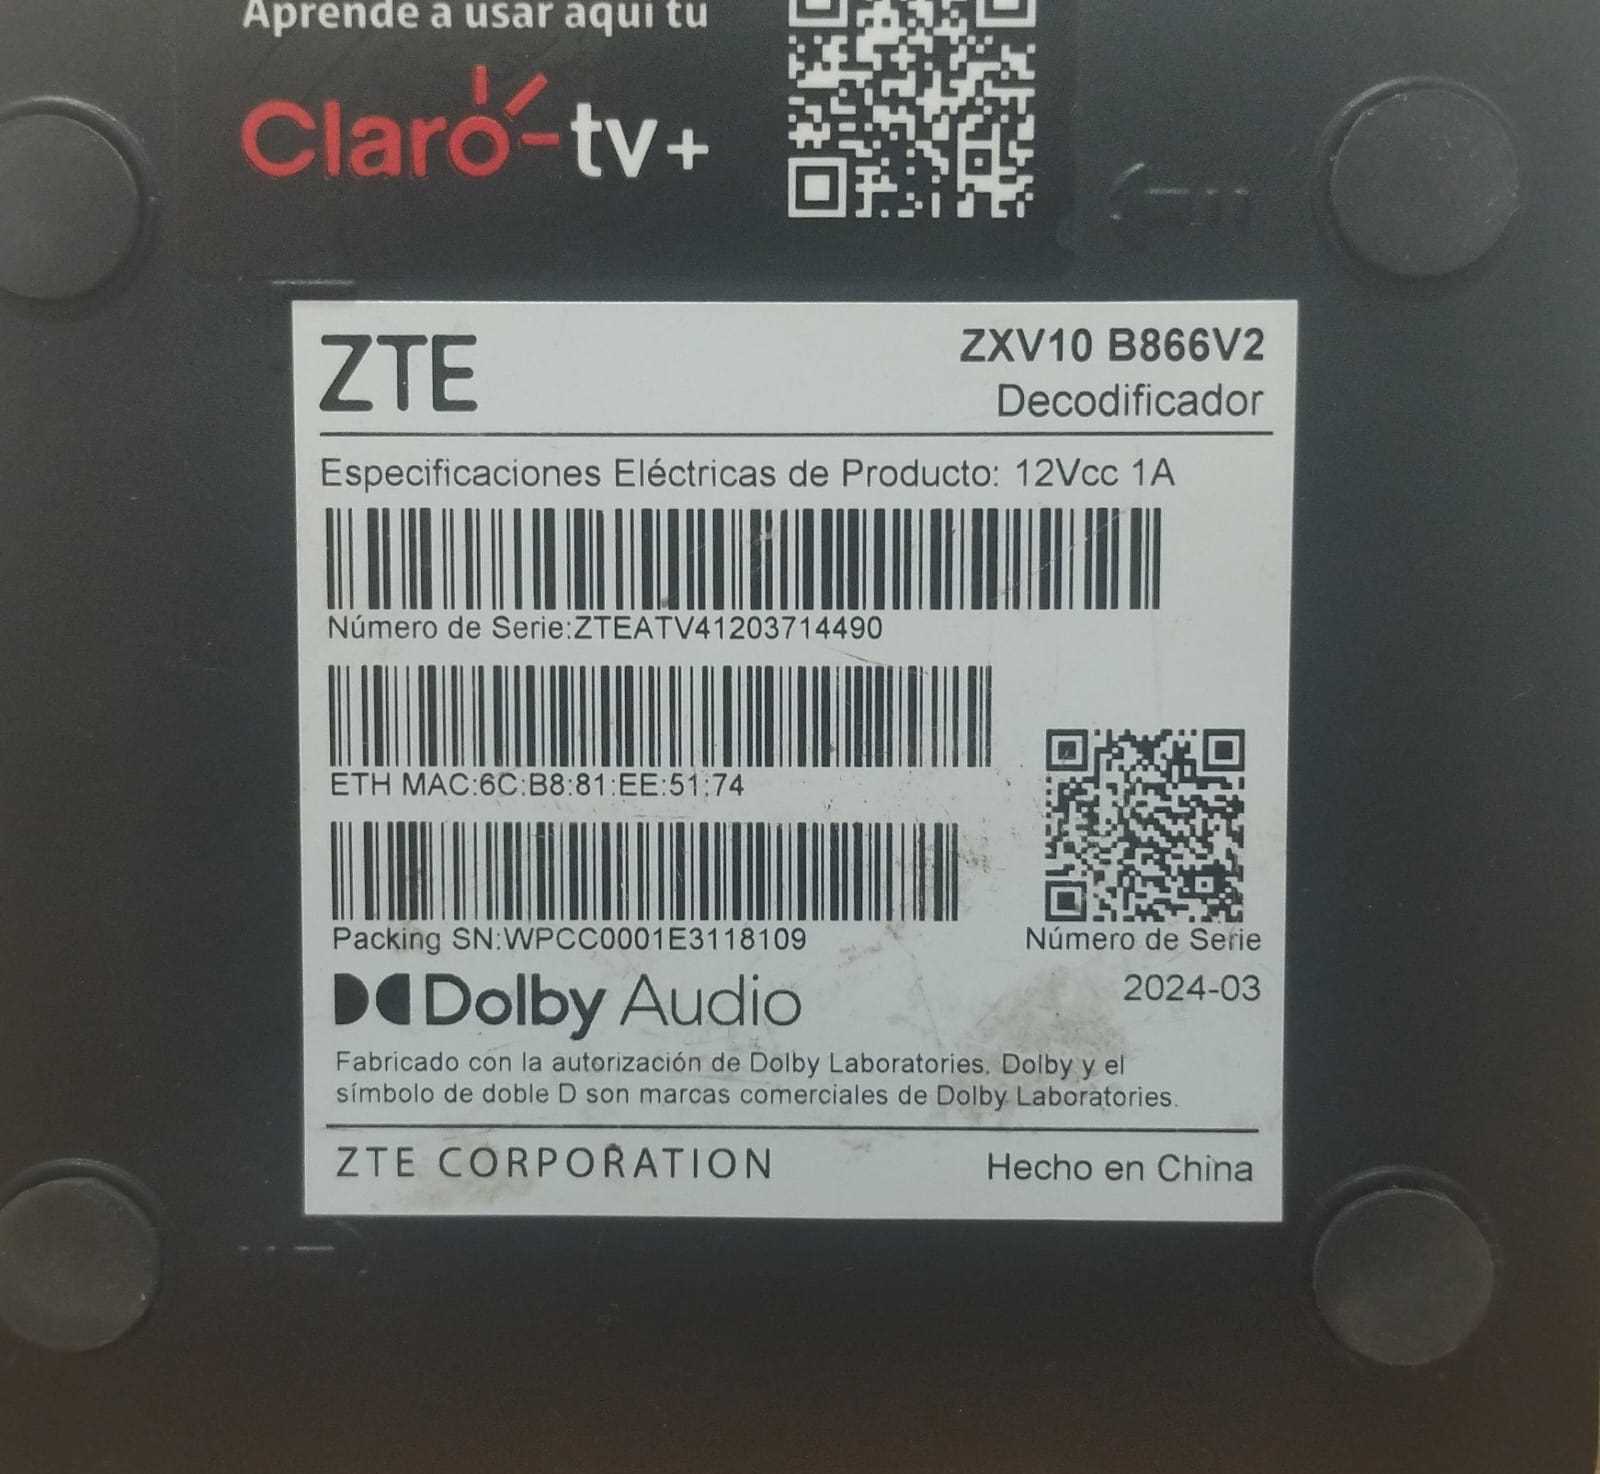 Aprende a usar aquí tu
Claro tv+
ZTE
ZXV10 B866V2
Decodificador
Especificaciones Eléctricas de Producto: 12Vcc 1A
Número de Serie:ZTEATV41203714490
ETH MAC:6C:B8:81:EE:51:74
Packing SN:WPCC0001E3118109
Número de Serie
2024-03
Dolby Audio
Fabricado con la autorización de Dolby Laboratories. Dolby y el
símbolo de doble D son marcas comerciales de Dolby Laboratories.
ZTE CORPORATION
Hecho en China